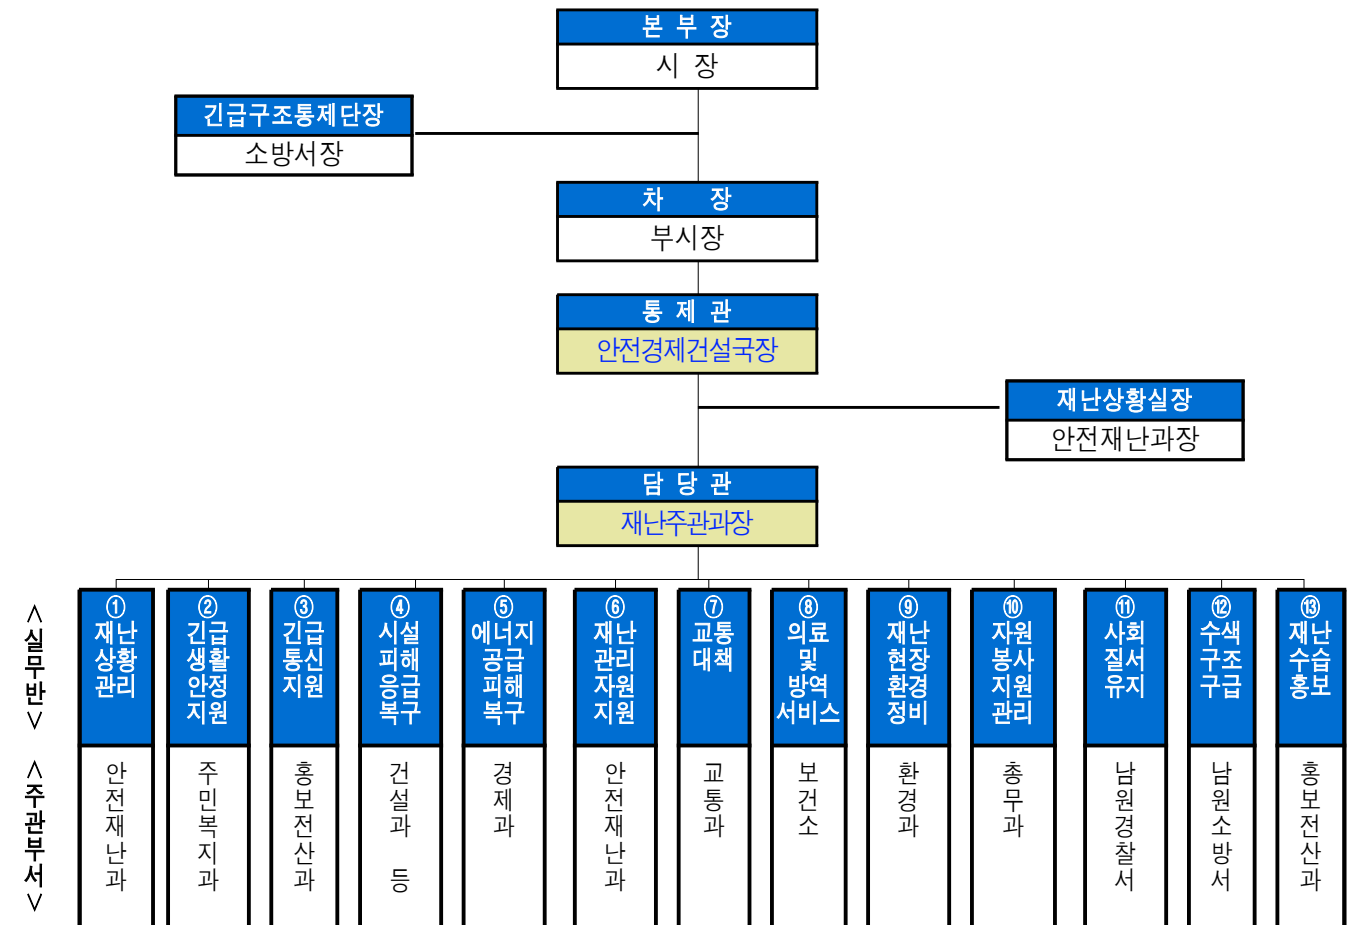 본 부 장
시 장
긴급구조통제단장
소방서장
차 장
부시장
통 제 관
안전경제건설국장
재난상황실장
안전재난과장
담 당 관
재난주관과장
<실무반>
①
재난
상황
관리
②
긴급
생활
안정
지원
③
긴급
통신
지원
④
시설
피해
응급
복구
⑤
에너지
공급
피해
복구
⑥
재난
관리
자원
지원
⑦
교통
대책
⑧
의료
및
방역
서비스
⑨
재난
현장
환경
정비
⑩
자원
봉사
지원
관리
⑪
사회
질서
유지
⑫
수색
구조
구급
⑬
재난
수습
홍보
<주관부서>
안전재난과
주민복지과
홍보전산과
건설과 등
경제과
안전재난과
교통과
보건소
환경과
총무과
남원경찰서
남원소방서
홍보전산과